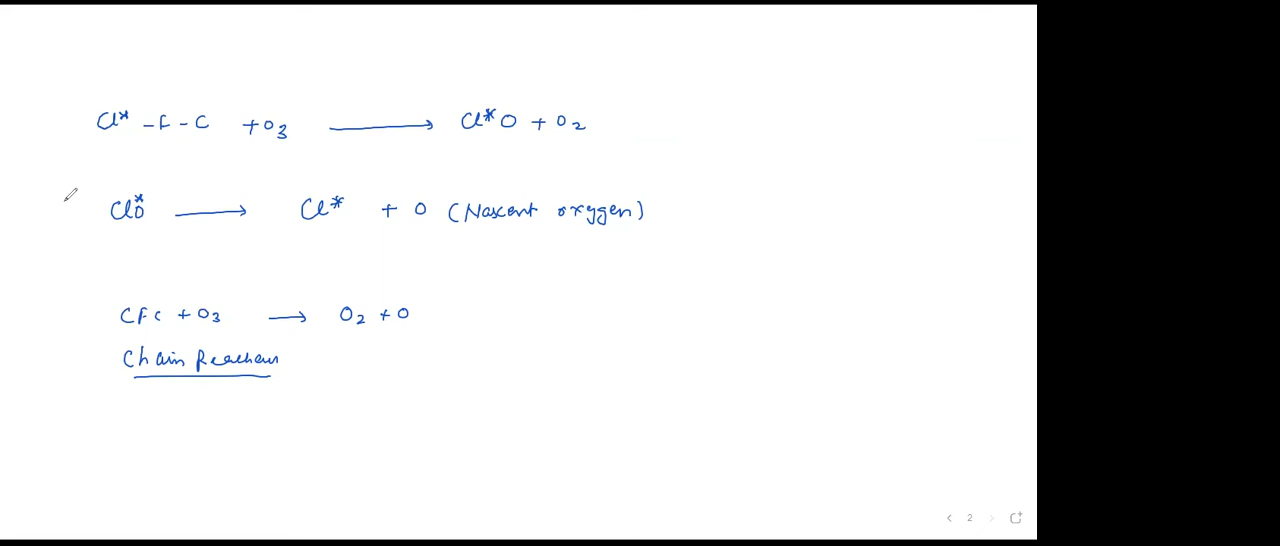 Cl* - F - C + O3 ⟶ Cl*O + O2
ClO* ⟶ Cl* + O (Nascent oxygen)
CFC + O3 ⟶ O2 + O
Chain Reaction
2